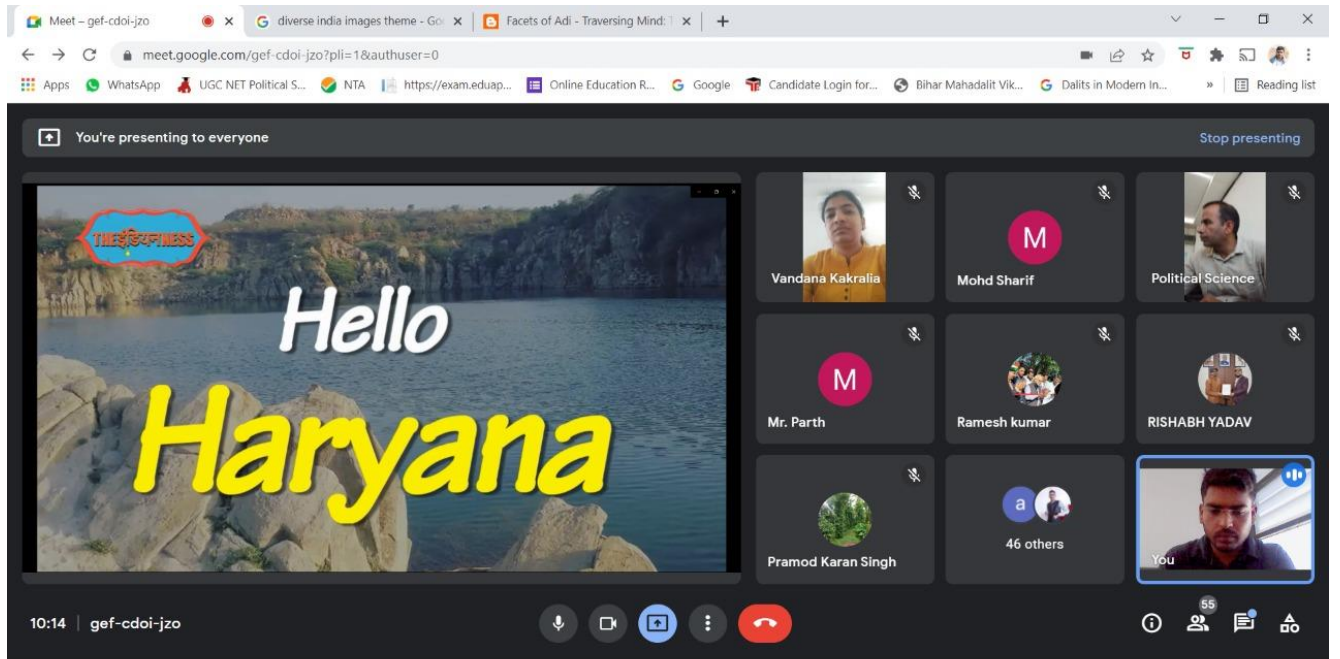 Meet – gef-cdoi-jzo
diverse india images theme - Go
Facets of Adi - Traversing Mind: T
meet.google.com/gef-cdoi-jzo?pli=1&authuser=0
Apps WhatsApp UGC NET Political S... NTA https://exam.eduap... Online Education R... Google Candidate Login for... Bihar Mahadalit Vik... Dalits in Modern In... » Reading list
You're presenting to everyone
Stop presenting
THEइंडियनNESS
Hello
Haryana
Vandana Kakralia
M
Mohd Sharif
Political Science
M
Mr. Parth
Ramesh kumar
RISHABH YADAV
Pramod Karan Singh
a
46 others
You
10:14 | gef-cdoi-jzo
55